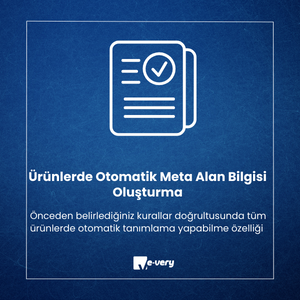 Ürünlerde Otomatik Meta Alan Bilgisi
Oluşturma
Önceden belirlediğiniz kurallar doğrultusunda tüm
ürünlerde otomatik tanımlama yapabilme özelliği
e-very